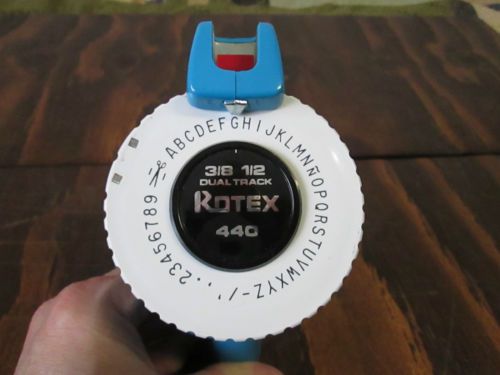 ABCDEFGHIJKLMNÑOPQRSTUVWXYZ-/'.,23456789
3/8 1/2
DUAL TRACK
ROTEX
440